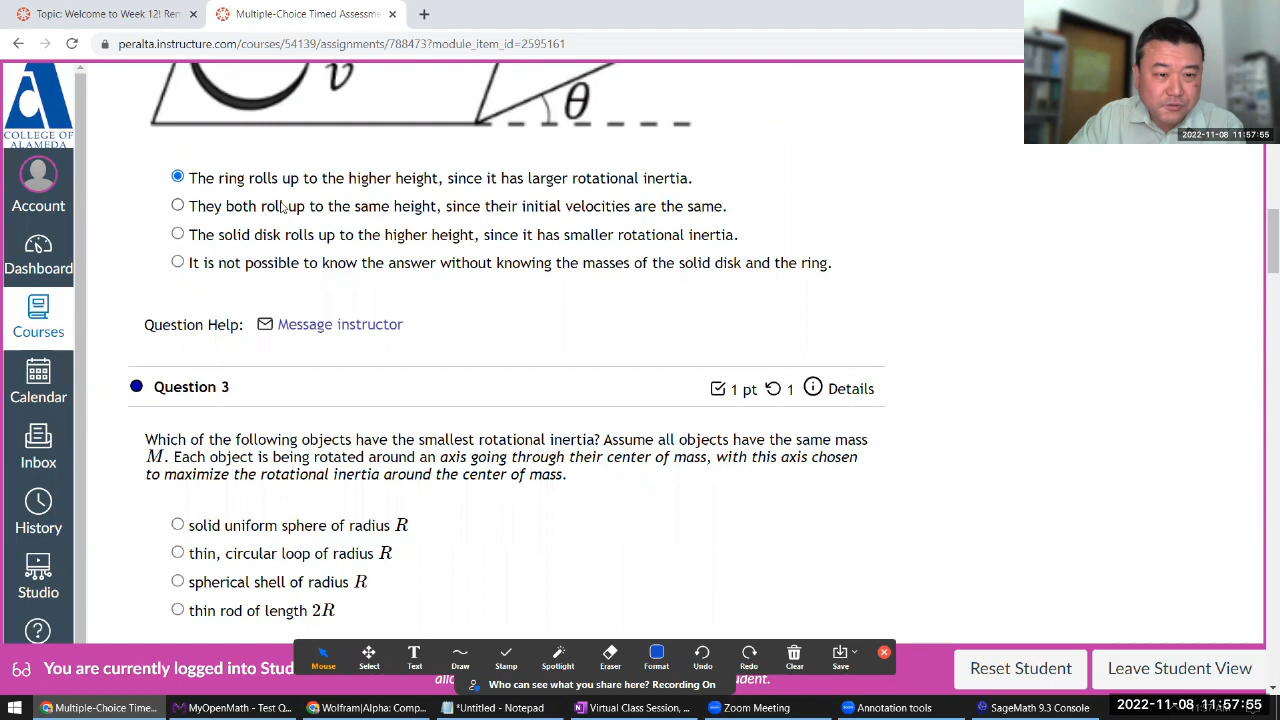 Topic: Welcome to Week 12! Rem
Multiple-Choice Timed Assessme
peralta.instructure.com/courses/54139/assignments/788473?module_item_id=2595161
2022-11-08 11:57:55
COLLEGE OF
ALAMEDA
Account
Dashboard
Courses
Calendar
Inbox
History
Studio
v
θ
The ring rolls up to the higher height, since it has larger rotational inertia.
They both roll up to the same height, since their initial velocities are the same.
The solid disk rolls up to the higher height, since it has smaller rotational inertia.
It is not possible to know the answer without knowing the masses of the solid disk and the ring.
Question Help: Message instructor
Question 3
1 pt 1 Details
Which of the following objects have the smallest rotational inertia? Assume all objects have the same mass
M. Each object is being rotated around an axis going through their center of mass, with this axis chosen
to maximize the rotational inertia around the center of mass.
solid uniform sphere of radius R
thin, circular loop of radius R
spherical shell of radius R
thin rod of length 2R
Mouse Select Text Draw Stamp Spotlight Eraser Format Undo Redo Clear Save
Who can see what you share here? Recording On
You are currently logged into Stud
Reset Student
Leave Student View
Multiple-Choice Time...
MyOpenMath - Test Q...
Wolfram|Alpha: Comp...
*Untitled - Notepad
Virtual Class Session, ...
Zoom Meeting
Annotation tools
SageMath 9.3 Console
2022-11-08 11:57:55